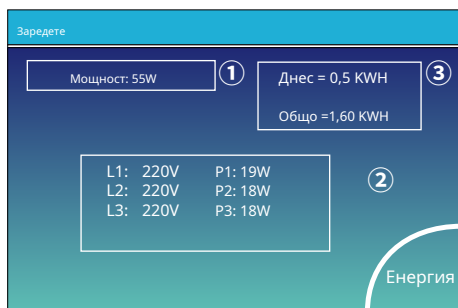 Заредете
Мощност: 55W
①
Днес = 0,5 KWH
③
Общо =1,60 KWH
L1: 220V P1: 19W
L2: 220V P2: 18W
L3: 220V P3: 18W
②
Енергия